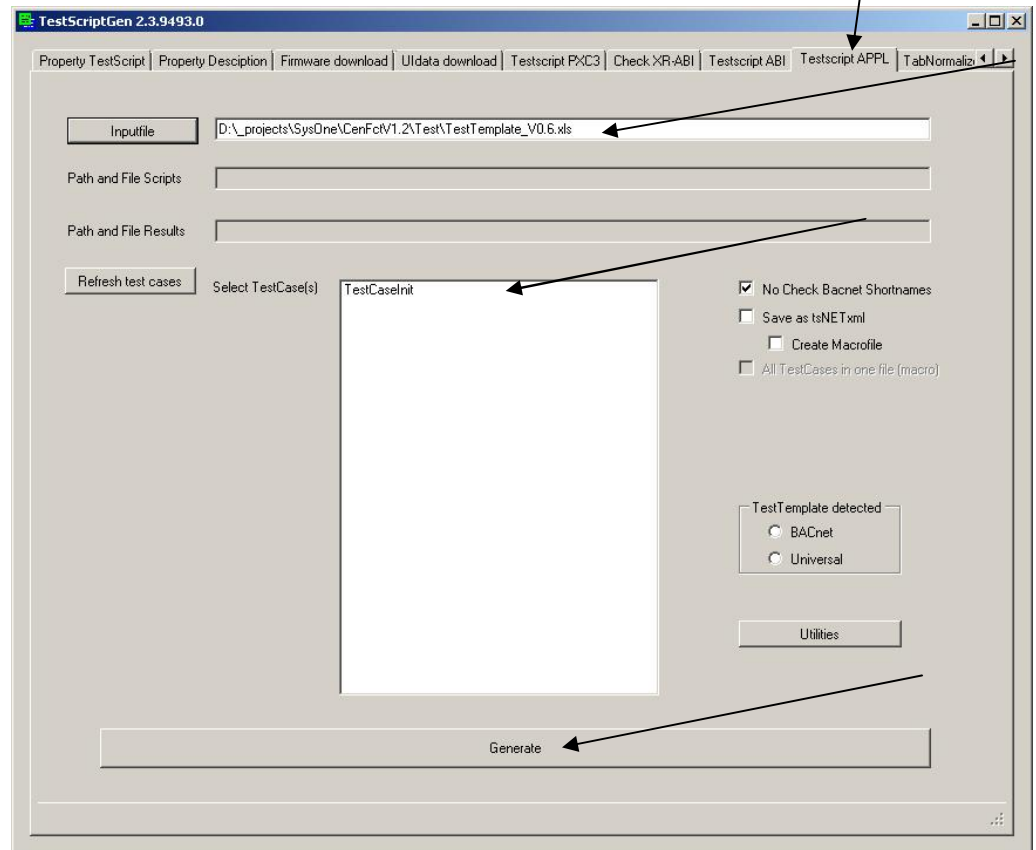 TestScriptGen 2.3.9493.0
Property TestScript Property Desciption Firmware download UIdata download Testscript PXC3 Check XR-ABI Testscript ABI Testscript APPL TabNormaliz
Inputfile D:\_projects\SysOne\CenFctV1.2\Test\TestTemplate_V0.6.xls
Path and File Scripts
Path and File Results
Refresh test cases Select TestCase(s) TestCaseInit
No Check Bacnet Shortnames
Save as tsNETxml
Create Macrofile
All TestCases in one file (macro)
TestTemplate detected
BACnet
Universal
Utilities
Generate